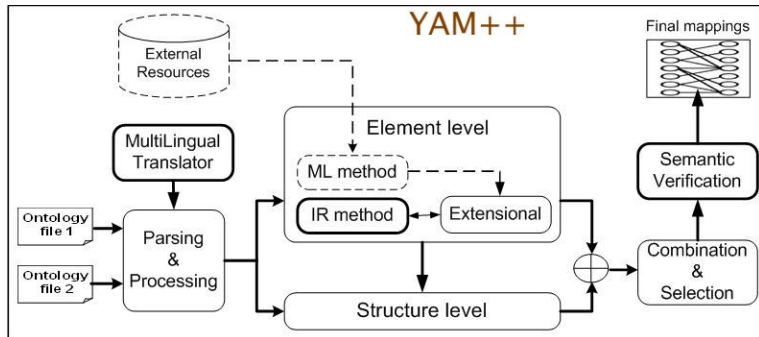 YAM++
Final mappings
External
Resources
Element level
MultiLingual
Translator
Semantic
Verification
ML method
IR method
Extensional
Ontology
file 1
Parsing
&
Processing
Combination
&
Selection
Ontology
file 2
Structure level